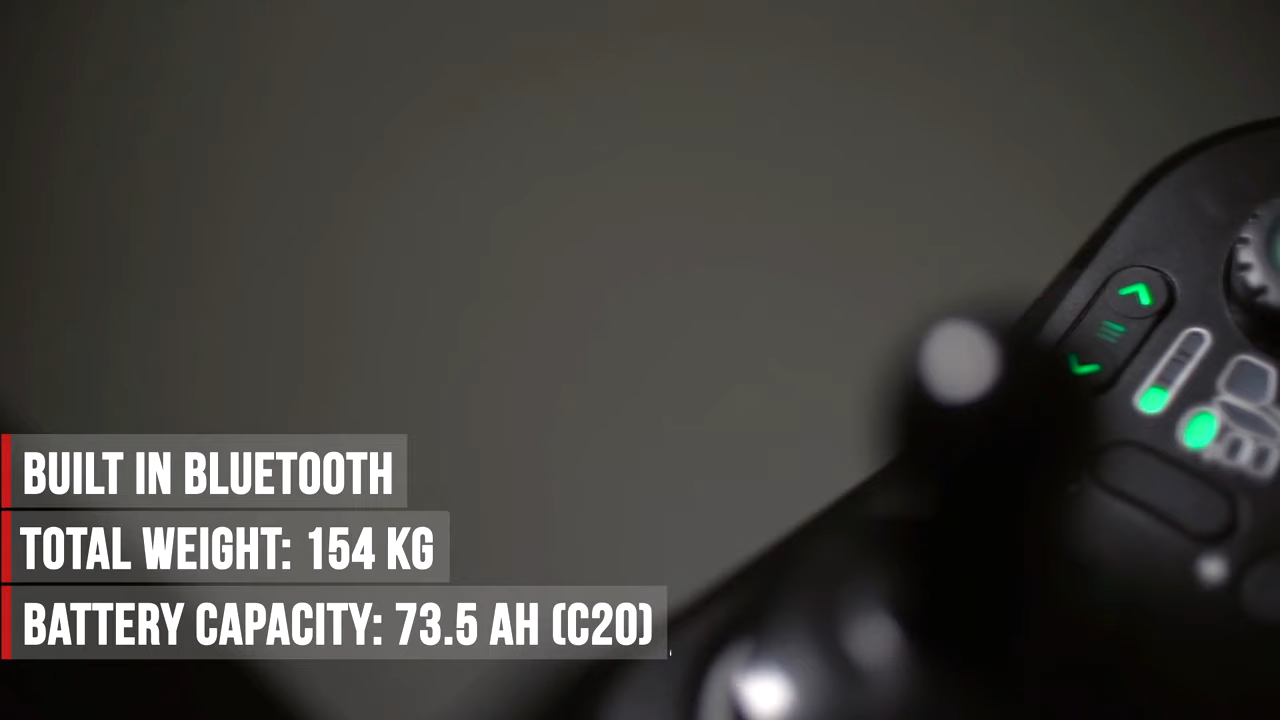 BUILT IN BLUETOOTH
TOTAL WEIGHT: 154 KG
BATTERY CAPACITY: 73.5 AH (C20)